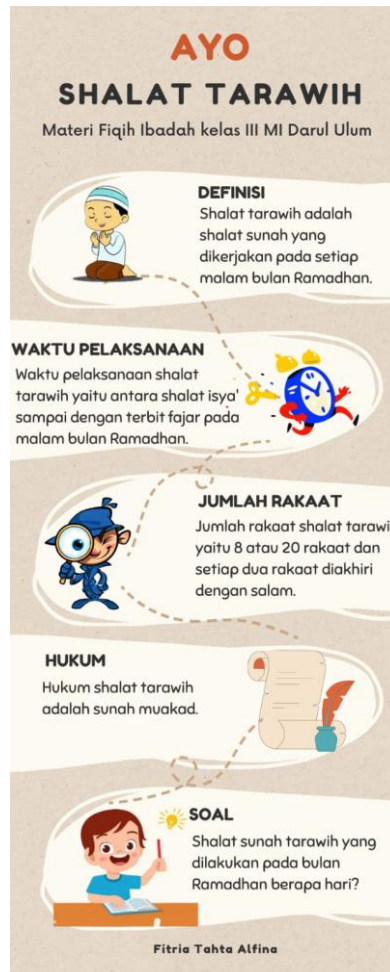 AYO
SHALAT TARAWIH
Materi Fiqih Ibadah kelas III MI Darul Ulum
DEFINISI
Shalat tarawih adalah
shalat sunah yang
dikerjakan pada setiap
malam bulan Ramadhan.
WAKTU PELAKSANAAN
Waktu pelaksanaan shalat
tarawih yaitu antara shalat isya'
sampai dengan terbit fajar pada
malam bulan Ramadhan.
JUMLAH RAKAAT
Jumlah rakaat shalat tarawi
yaitu 8 atau 20 rakaat dan
setiap dua rakaat diakhiri
dengan salam.
HUKUM
Hukum shalat tarawih
adalah sunah muakad.
SOAL
Shalat sunah tarawih yang
dilakukan pada bulan
Ramadhan berapa hari?
Fitria Tahta Alfina